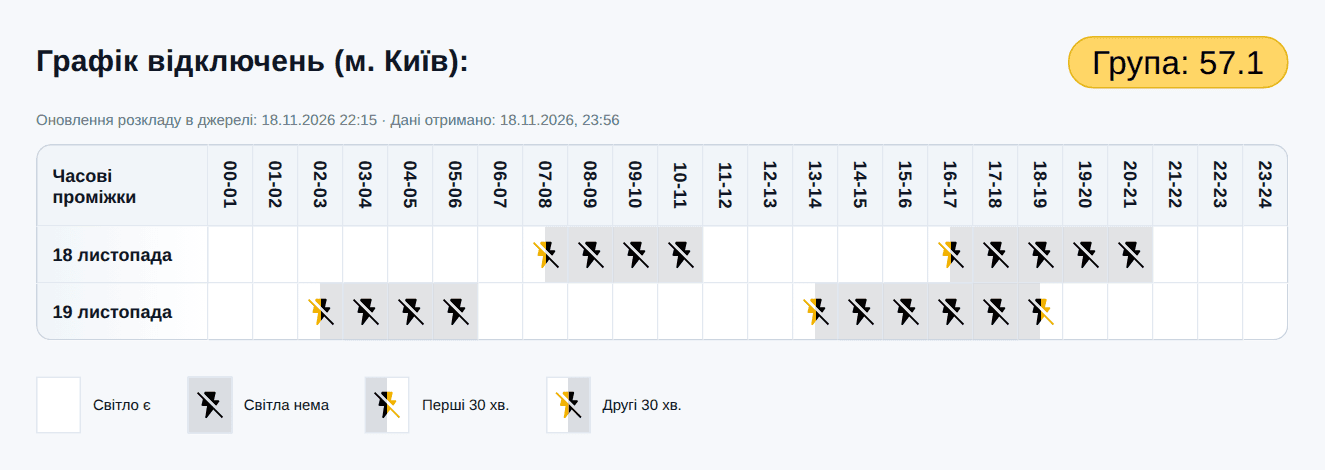 Графік відключень (м. Київ):
Група: 57.1
Оновлення розкладу в джерелі: 18.11.2026 22:15 · Дані отримано: 18.11.2026, 23:56
Часові
проміжки
00-01
01-02
02-03
03-04
04-05
05-06
06-07
07-08
08-09
09-10
10-11
11-12
12-13
13-14
14-15
15-16
16-17
17-18
18-19
19-20
20-21
21-22
22-23
23-24
18 листопада
19 листопада
Світло є
Світла нема
Перші 30 хв.
Другі 30 хв.